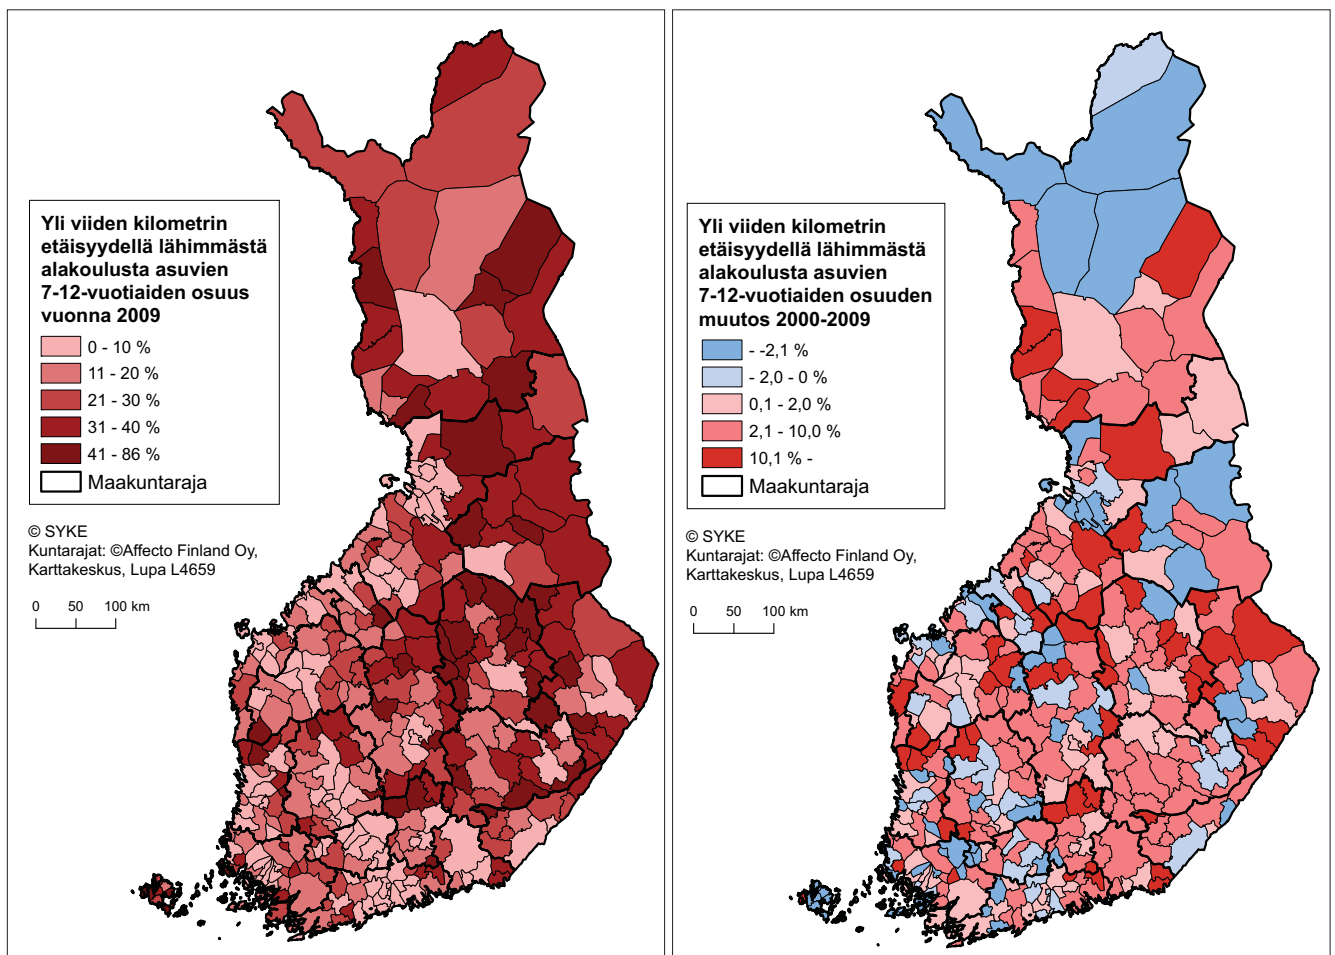 Yli viiden kilometrin
etäisyydellä lähimmästä
alakoulusta asuvien
7-12-vuotiaiden osuus
vuonna 2009
0 - 10 %
11 - 20 %
21 - 30 %
31 - 40 %
41 - 86 %
Maakuntaraja
© SYKE
Kuntarajat: ©Affecto Finland Oy,
Karttakeskus, Lupa L4659
0 50 100 km
Yli viiden kilometrin
etäisyydellä lähimmästä
alakoulusta asuvien
7-12-vuotiaiden osuuden
muutos 2000-2009
- -2,1 %
- 2,0 - 0 %
0,1 - 2,0 %
2,1 - 10,0 %
10,1 % -
Maakuntaraja
© SYKE
Kuntarajat: ©Affecto Finland Oy,
Karttakeskus, Lupa L4659
0 50 100 km